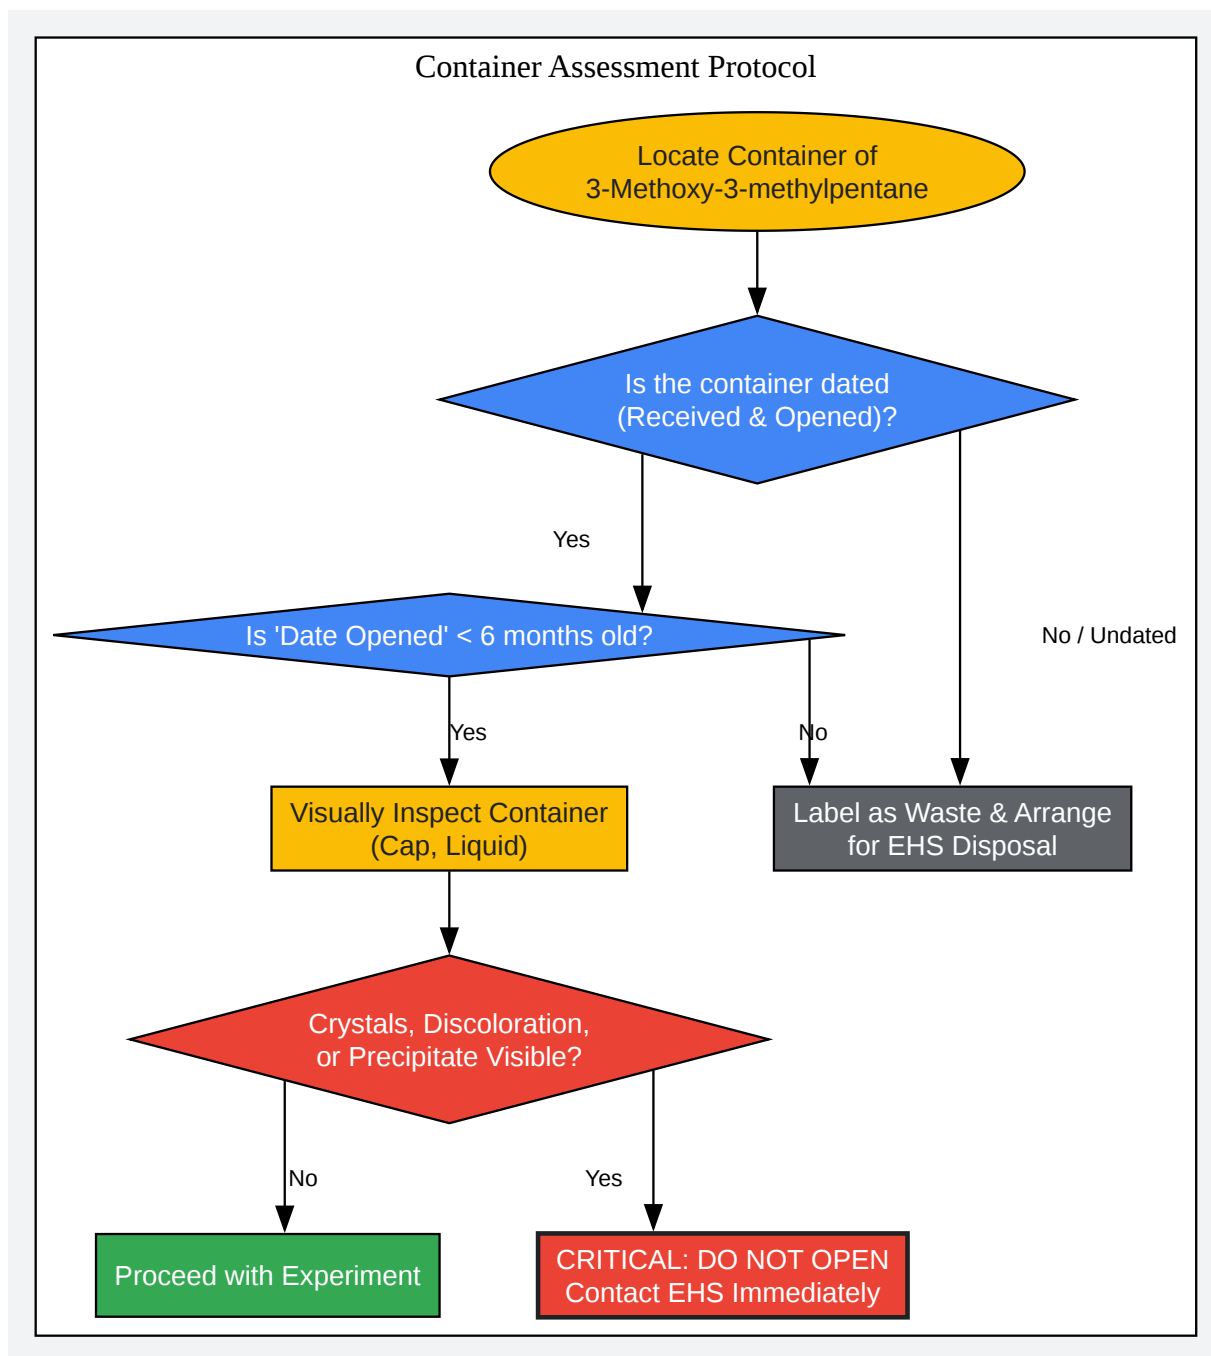 Container Assessment Protocol
Locate Container of
3-Methoxy-3-methylpentane
Is the container dated
(Received & Opened)?
Yes
Is 'Date Opened' < 6 months old?
No / Undated
Yes
No
Visually Inspect Container
(Cap, Liquid)
Label as Waste & Arrange
for EHS Disposal
Crystals, Discoloration,
or Precipitate Visible?
No
Yes
Proceed with Experiment
CRITICAL: DO NOT OPEN
Contact EHS Immediately